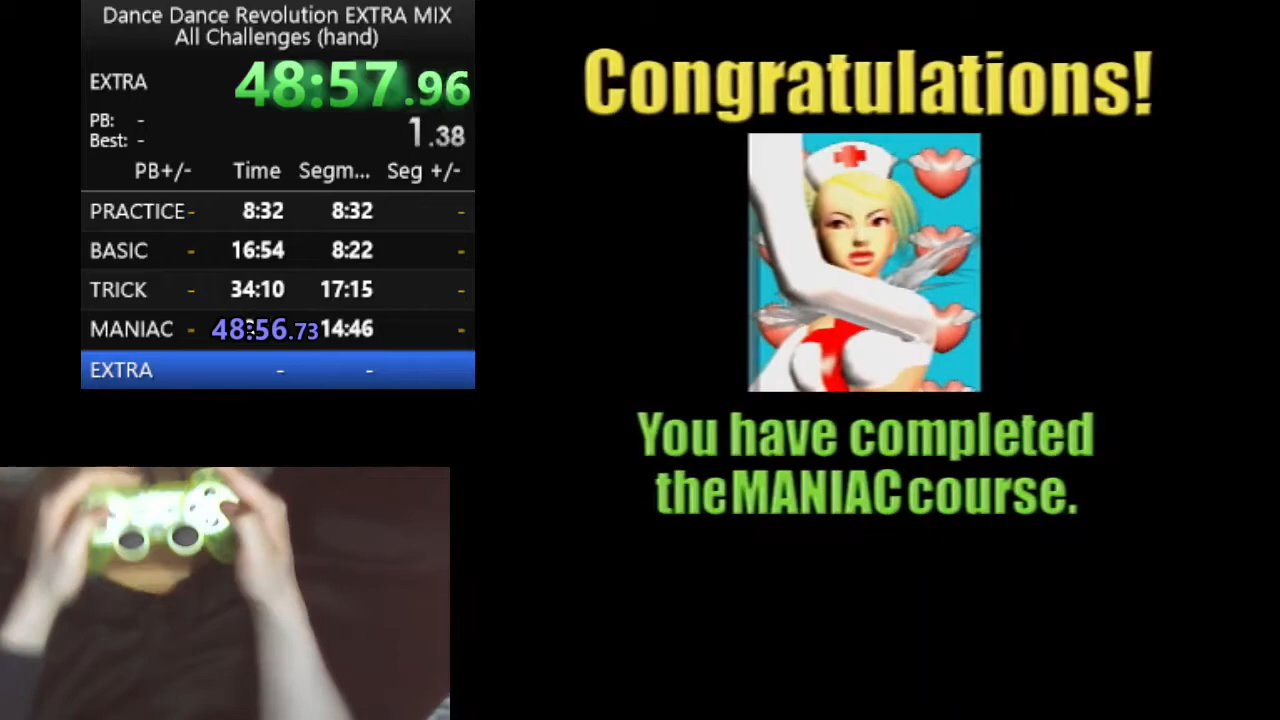 Dance Dance Revolution EXTRA MIX
All Challenges (hand)
EXTRA 48:57.96
PB: -
Best: - 1.38
PB+/- Time Segm... Seg +/-
PRACTICE - 8:32 8:32 -
BASIC - 16:54 8:22 -
TRICK - 34:10 17:15 -
MANIAC - 48:56.73 14:46 -
EXTRA - -
Congratulations!
You have completed
the MANIAC course.